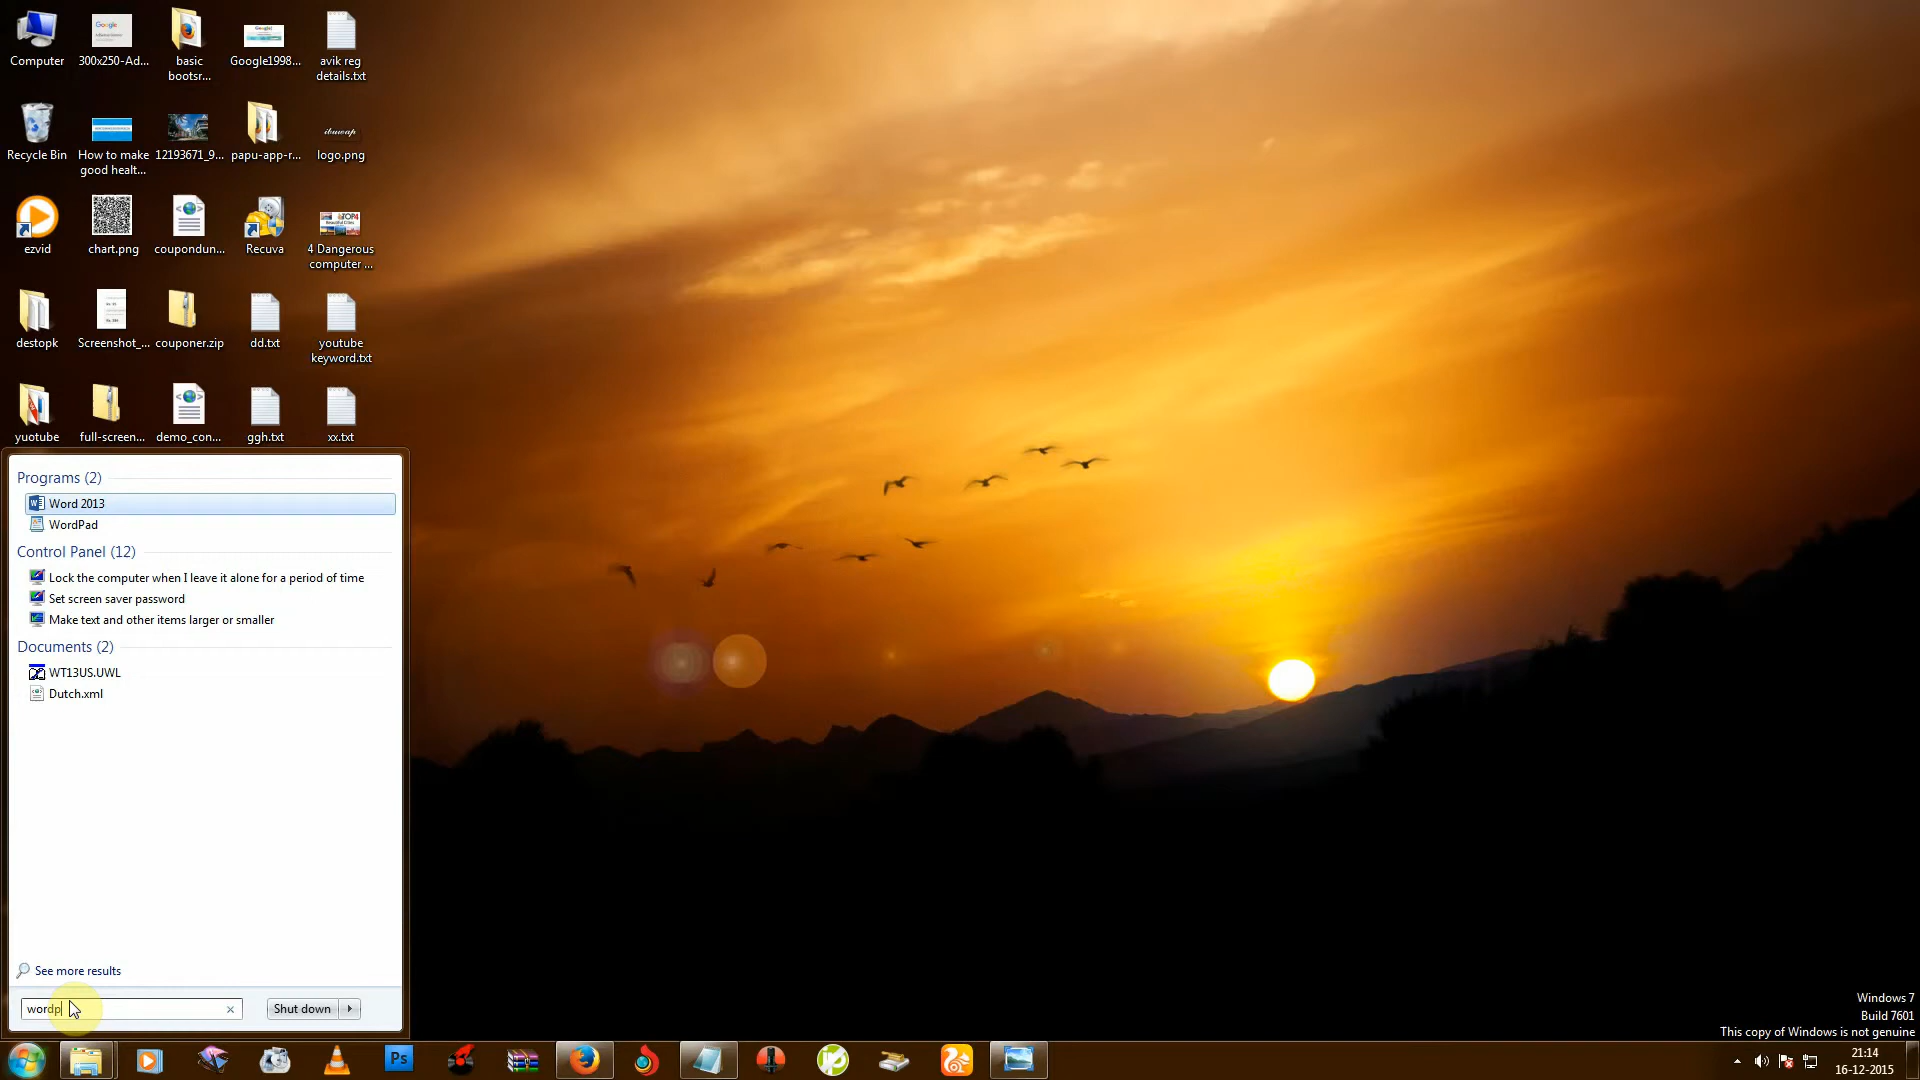 Computer
300x250-Ad...
basic
bootsr...
Google1998...
avik reg
details.txt
Recycle Bin
How to make
good healt...
12193671_9...
papu-app-r...
ibuwap
logo.png
ezvid
chart.png
coupondun...
Recuva
TOP4
4 Dangerous
computer ...
destopk
Screenshot_...
couponer.zip
dd.txt
youtube
keyword.txt
yuotube
full-screen...
demo_con...
ggh.txt
xx.txt
Programs (2)
Word 2013
WordPad
Control Panel (12)
Lock the computer when I leave it alone for a period of time
Set screen saver password
Make text and other items larger or smaller
Documents (2)
WT13US.UWL
Dutch.xml
See more results
wordp
Shut down
Windows 7
Build 7601
This copy of Windows is not genuine
Ps
21:14
16-12-2015